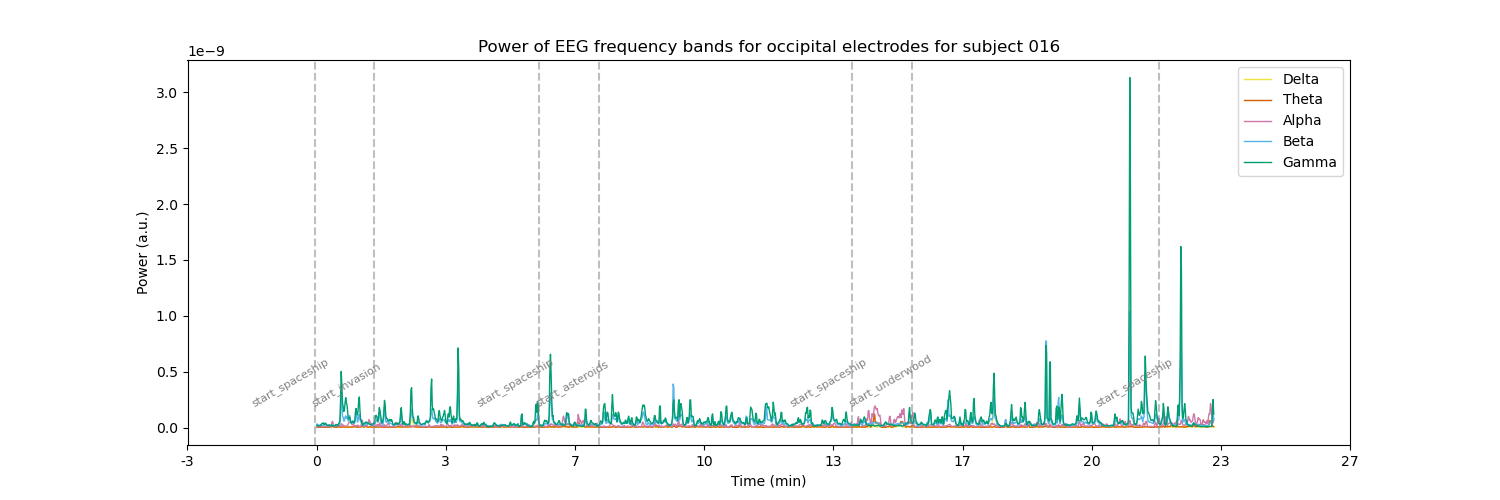 Power of EEG frequency bands for occipital electrodes for subject 016
1e−9
3.0
2.5
2.0
1.5
1.0
0.5
0.0
Power (a.u.)
Delta
Theta
Alpha
Beta
Gamma
start_spaceship
start_invasion
start_spaceship
start_asteroids
start_spaceship
start_underwood
start_spaceship
-3 0 3 7 10 13 17 20 23 27
Time (min)